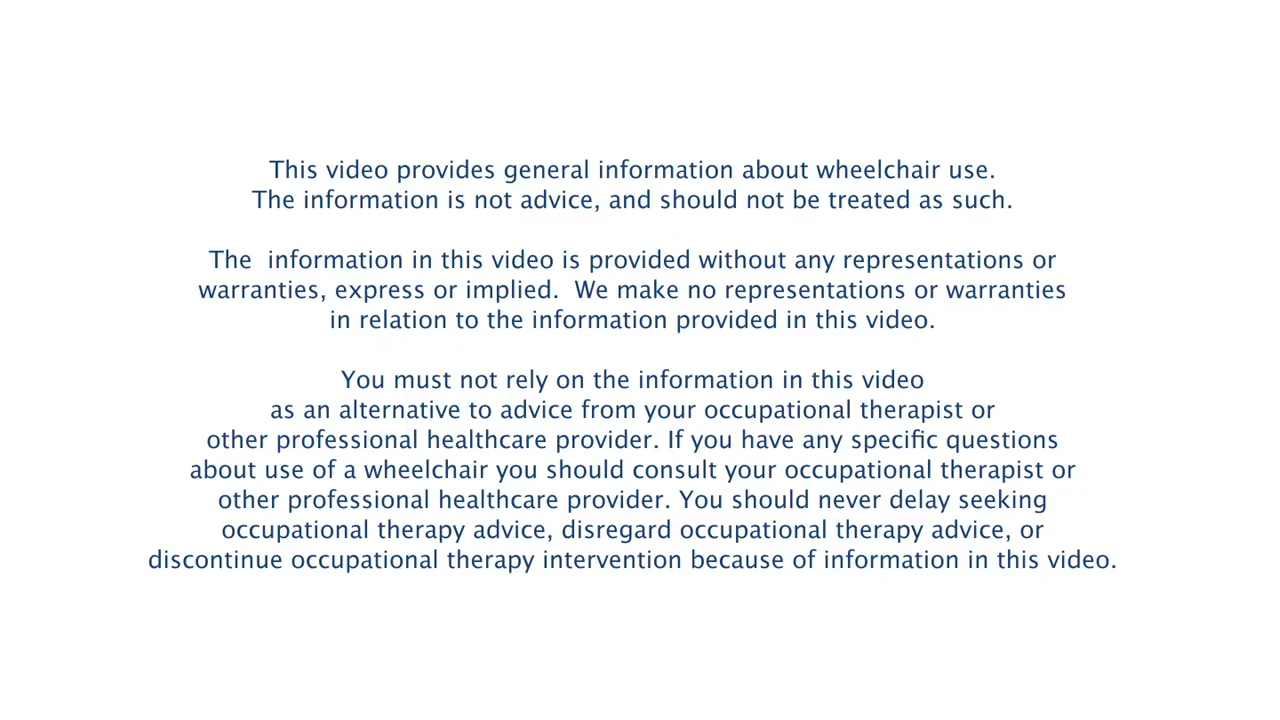 This video provides general information about wheelchair use.
The information is not advice, and should not be treated as such.
The  information in this video is provided without any representations or
warranties, express or implied.  We make no representations or warranties
in relation to the information provided in this video.
You must not rely on the information in this video
as an alternative to advice from your occupational therapist or
other professional healthcare provider. If you have any specific questions
about use of a wheelchair you should consult your occupational therapist or
other professional healthcare provider. You should never delay seeking
occupational therapy advice, disregard occupational therapy advice, or
discontinue occupational therapy intervention because of information in this video.